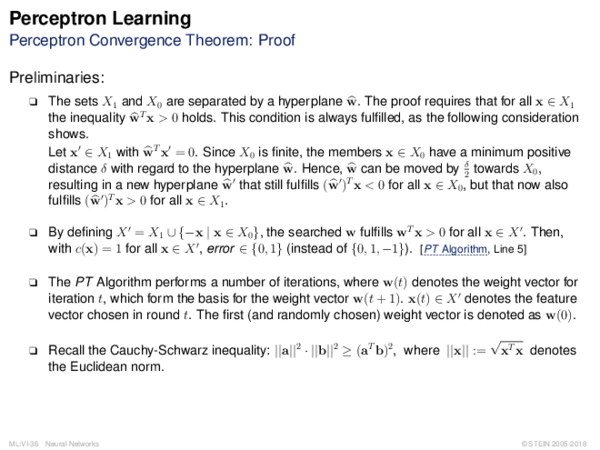 Perceptron Learning
Perceptron Convergence Theorem: Proof
Preliminaries:
❑ The sets X₁ and X₀ are separated by a hyperplane ŵ. The proof requires that for all x ∈ X₁
the inequality ŵᵀx > 0 holds. This condition is always fulfilled, as the following consideration
shows.
Let x′ ∈ X₁ with ŵᵀx′ = 0. Since X₀ is finite, the members x ∈ X₀ have a minimum positive
distance δ with regard to the hyperplane ŵ. Hence, ŵ can be moved by δ/2 towards X₀,
resulting in a new hyperplane ŵ′ that still fulfills (ŵ′)ᵀx < 0 for all x ∈ X₀, but that now also
fulfills (ŵ′)ᵀx > 0 for all x ∈ X₁.
❑ By defining X′ = X₁ ∪ {−x | x ∈ X₀}, the searched w fulfills wᵀx > 0 for all x ∈ X′. Then,
with c(x) = 1 for all x ∈ X′, error ∈ {0, 1} (instead of {0, 1, −1}). [PT Algorithm, Line 5]
❑ The PT Algorithm performs a number of iterations, where w(t) denotes the weight vector for
iteration t, which form the basis for the weight vector w(t + 1). x(t) ∈ X′ denotes the feature
vector chosen in round t. The first (and randomly chosen) weight vector is denoted as w(0).
❑ Recall the Cauchy-Schwarz inequality: ||a||² · ||b||² ≥ (aᵀb)², where ||x|| := √xᵀx denotes
the Euclidean norm.
ML:VI-36 Neural Networks © STEIN 2005-2018